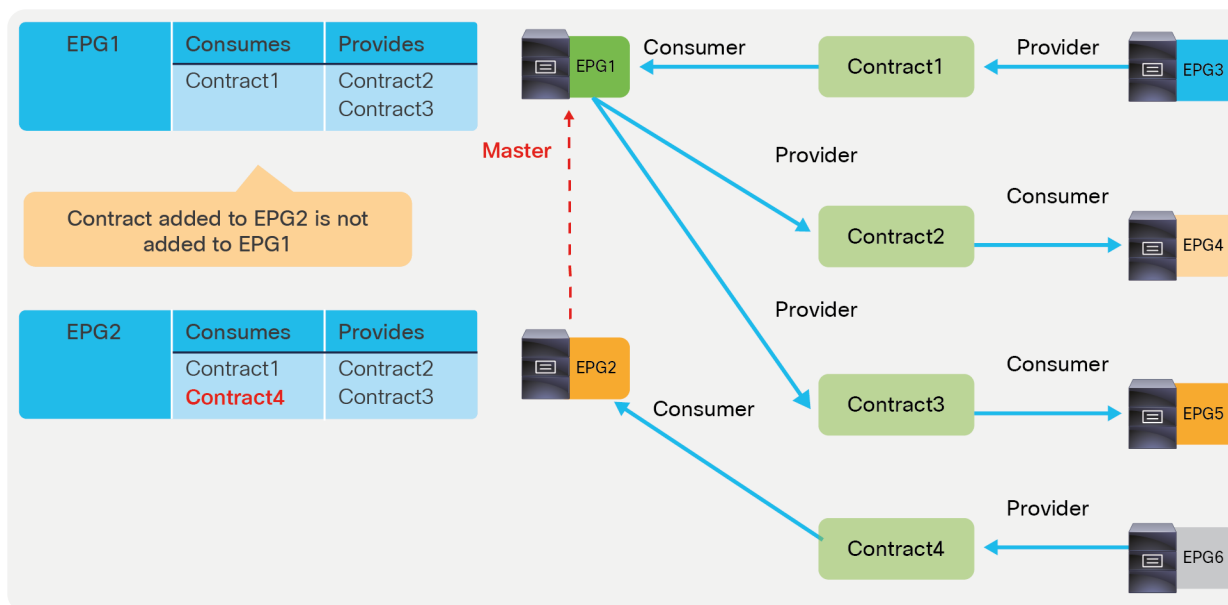 EPG1
Consumes
Provides
Contract1
Contract2
Contract3
Contract added to EPG2 is not
added to EPG1
EPG2
Consumes
Provides
Contract1
Contract2
Contract4
Contract3
EPG1
Consumer
Contract1
Provider
EPG3
Master
Provider
Contract2
Consumer
EPG4
Provider
EPG2
Consumer
Contract3
Consumer
EPG5
Contract4
Provider
EPG6